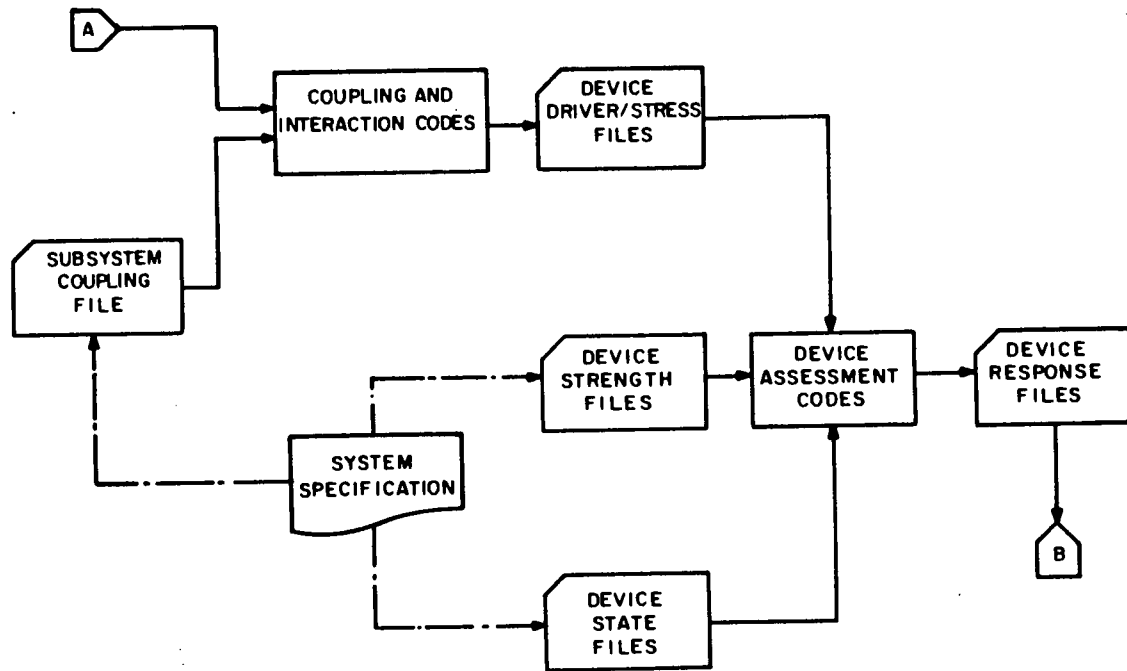 A
COUPLING AND
INTERACTION CODES
DEVICE
DRIVER/STRESS
FILES
SUBSYSTEM
COUPLING
FILE
DEVICE
STRENGTH
FILES
DEVICE
ASSESSMENT
CODES
DEVICE
RESPONSE
FILES
SYSTEM
SPECIFICATION
B
DEVICE
STATE
FILES